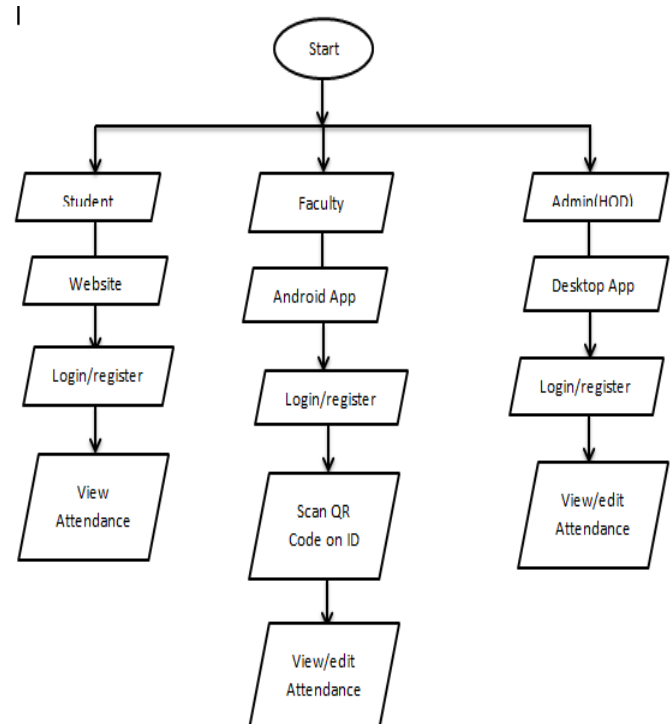 Start
Student
Faculty
Admin(HOD)
Website
Android App
Desktop App
Login/register
Login/register
Login/register
View
Attendance
Scan QR
Code on ID
View/edit
Attendance
View/edit
Attendance